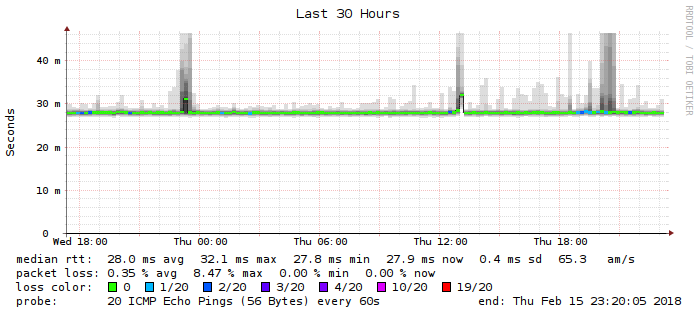 Last 30 Hours
RRDTOOL / TOBI OETIKER
Seconds
40 m
30 m
20 m
10 m
0
Wed 18:00 Thu 00:00 Thu 06:00 Thu 12:00 Thu 18:00
median rtt: 28.0 ms avg 32.1 ms max 27.8 ms min 27.9 ms now 0.4 ms sd 65.3 am/s
packet loss: 0.35 % avg 8.47 % max 0.00 % min 0.00 % now
loss color: 0 1/20 2/20 3/20 4/20 10/20 19/20
probe: 20 ICMP Echo Pings (56 Bytes) every 60s end: Thu Feb 15 23:20:05 2018